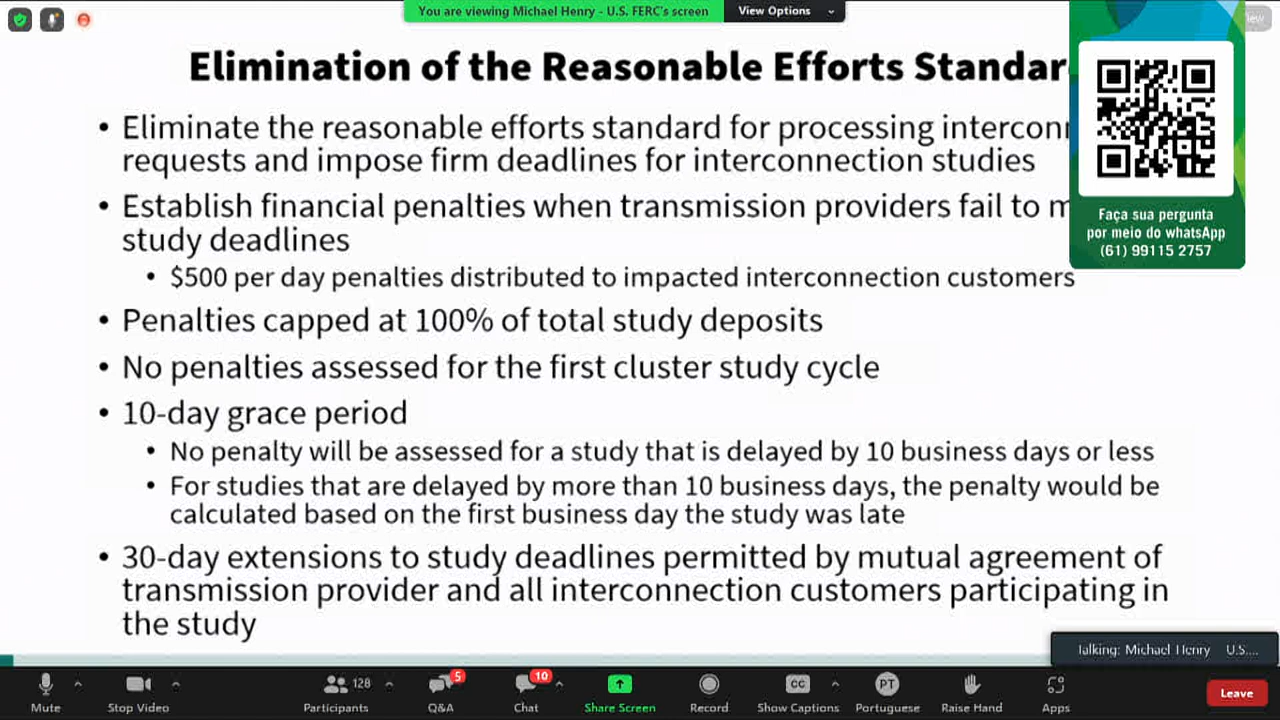 You are viewing Michael Henry - U.S. FERC's screen
View Options
Elimination of the Reasonable Efforts Standar
• Eliminate the reasonable efforts standard for processing interconn
requests and impose firm deadlines for interconnection studies
• Establish financial penalties when transmission providers fail to m
study deadlines
• $500 per day penalties distributed to impacted interconnection customers
• Penalties capped at 100% of total study deposits
• No penalties assessed for the first cluster study cycle
• 10-day grace period
• No penalty will be assessed for a study that is delayed by 10 business days or less
• For studies that are delayed by more than 10 business days, the penalty would be
calculated based on the first business day the study was late
• 30-day extensions to study deadlines permitted by mutual agreement of
transmission provider and all interconnection customers participating in
the study
Faça sua pergunta
por meio do whatsApp
(61) 99115 2757
Talking: Michael Henry U.S....
128
5
10
CC
PT
Mute
Stop Video
Participants
Q&A
Chat
Share Screen
Record
Show Captions
Portuguese
Raise Hand
Apps
Leave